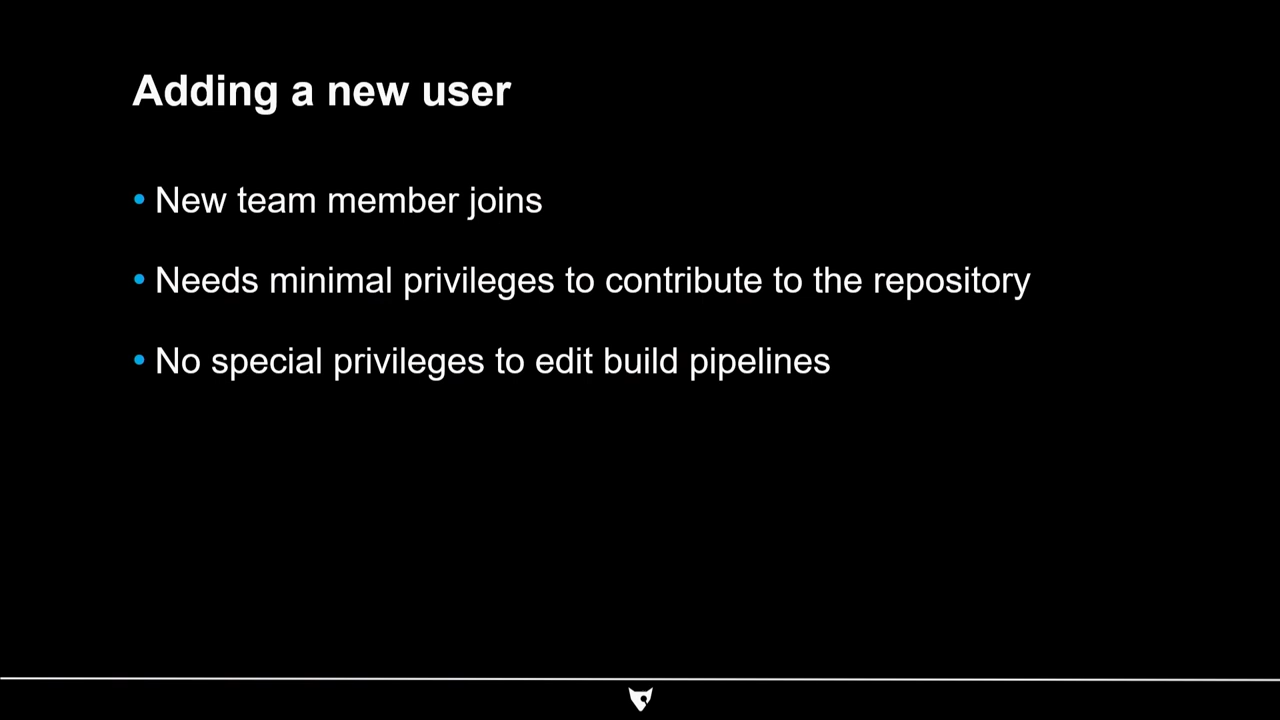 Adding a new user
• New team member joins
• Needs minimal privileges to contribute to the repository
• No special privileges to edit build pipelines